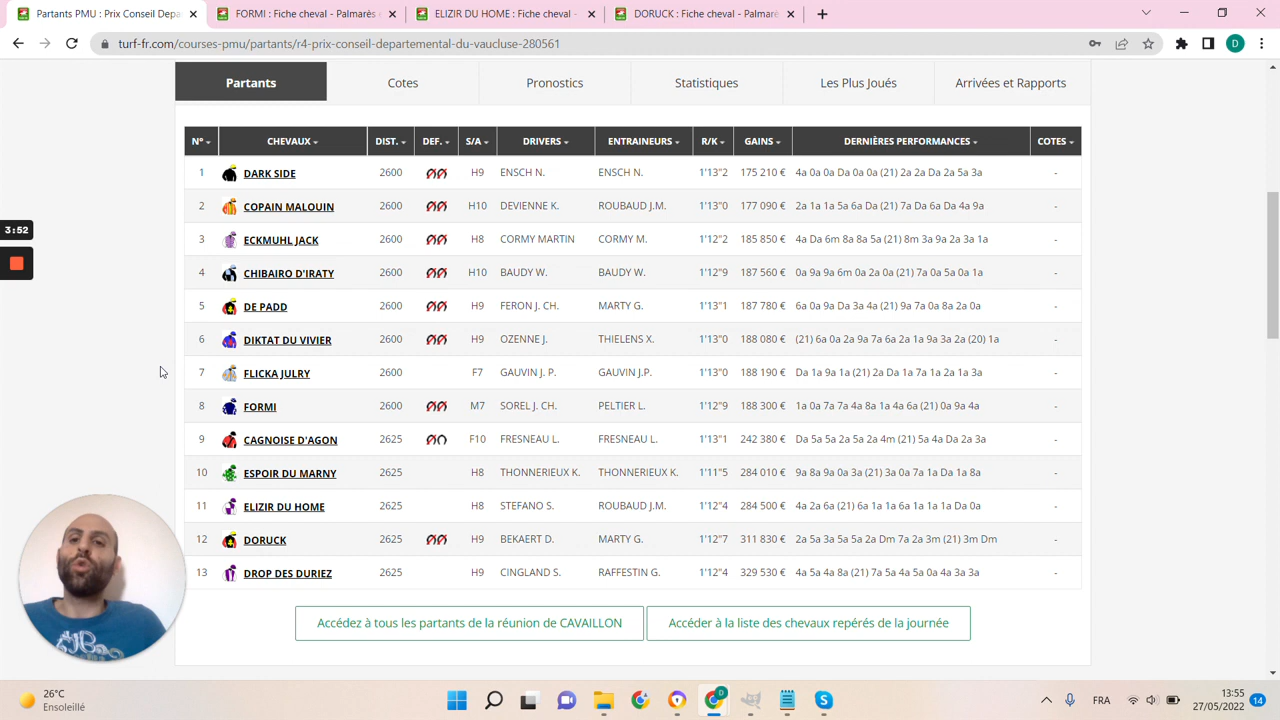 Partants PMU : Prix Conseil Depa
FORMI : Fiche cheval - Palmarès e
ELIZIR DU HOME : Fiche cheval -
DORUCK : Fiche cheval - Palmarè
turf-fr.com/courses-pmu/partants/r4-prix-conseil-departemental-du-vaucluse-280561
D
Partants Cotes Pronostics Statistiques Les Plus Joués Arrivées et Rapports
N° CHEVAUX DIST. DEF. S/A DRIVERS ENTRAINEURS R/K GAINS DERNIÈRES PERFORMANCES COTES
1 DARK SIDE 2600 H9 ENSCH N. ENSCH N. 1'13"2 175 210 € 4a 0a 0a Da 0a 0a (21) 2a 2a Da 2a 5a 3a -
2 COPAIN MALOUIN 2600 H10 DEVIENNE K. ROUBAUD J.M. 1'13"0 177 090 € 2a 1a 1a 5a 6a Da (21) 7a Da 6a Da 4a 9a -
3:52
3 ECKMUHL JACK 2600 H8 CORMY MARTIN CORMY M. 1'12"2 185 850 € 4a Da 6m 8a 8a 5a (21) 8m 3a 9a 2a 3a 1a -
4 CHIBAIRO D'IRATY 2600 H10 BAUDY W. BAUDY W. 1'12"9 187 560 € 0a 9a 9a 6m 0a 2a 0a (21) 7a 0a 5a 0a 1a -
5 DE PADD 2600 H9 FERON J. CH. MARTY G. 1'13"1 187 780 € 6a 0a 9a Da 3a 4a (21) 9a 7a 0a 8a 2a 0a -
6 DIKTAT DU VIVIER 2600 H9 OZENNE J. THIELENS X. 1'13"0 188 080 € (21) 6a 0a 2a 9a 7a 6a 2a 1a 9a 3a 2a (20) 1a -
7 FLICKA JULRY 2600 F7 GAUVIN J. P. GAUVIN J.P. 1'13"0 188 190 € Da 1a 9a 1a (21) 2a Da 1a 7a 1a 2a 1a 3a -
8 FORMI 2600 M7 SOREL J. CH. PELTIER L. 1'12"9 188 300 € 1a 0a 7a 7a 4a 8a 1a 4a 6a (21) 0a 9a 4a -
9 CAGNOISE D'AGON 2625 F10 FRESNEAU L. FRESNEAU L. 1'13"1 242 380 € Da 5a 5a 2a 5a 2a 4m (21) 5a 4a Da 2a 3a -
10 ESPOIR DU MARNY 2625 H8 THONNERIEUX K. THONNERIEUX K. 1'11"5 284 010 € 9a 8a 9a 0a 3a (21) 3a 0a 7a 1a Da 1a 8a -
11 ELIZIR DU HOME 2625 H8 STEFANO S. ROUBAUD J.M. 1'12"4 284 500 € 4a 2a 6a (21) 6a 1a 1a 6a 1a 1a 1a Da 0a -
12 DORUCK 2625 H9 BEKAERT D. MARTY G. 1'12"7 311 830 € 2a 5a 3a 5a 5a 2a Dm 7a 2a 3m (21) 3m Dm -
13 DROP DES DURIEZ 2625 H9 CINGLAND S. RAFFESTIN G. 1'12"4 329 530 € 4a 5a 4a 8a (21) 7a 5a 4a 5a 0a 4a 3a 3a -
Accédez à tous les partants de la réunion de CAVAILLON
Accéder à la liste des chevaux repérés de la journée
26°C
Ensoleillé
D
FRA
13:55
27/05/2022
14